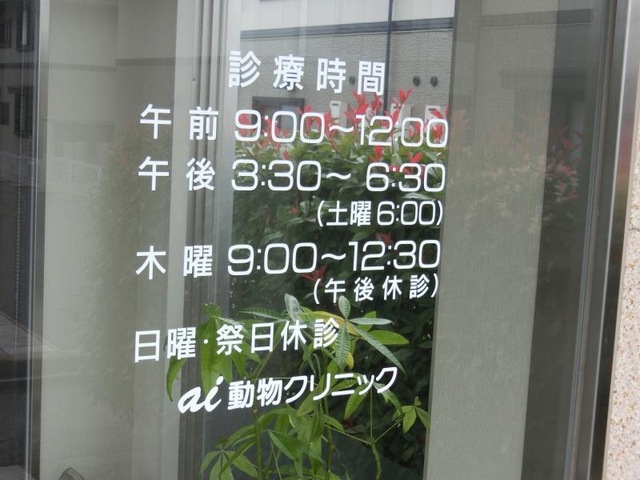 診療時間
午前 9:00～12:00
午後 3:30～ 6:30
(土曜6:00)
木曜 9:00～12:30
(午後休診)
日曜・祭日休診
ai 動物クリニック